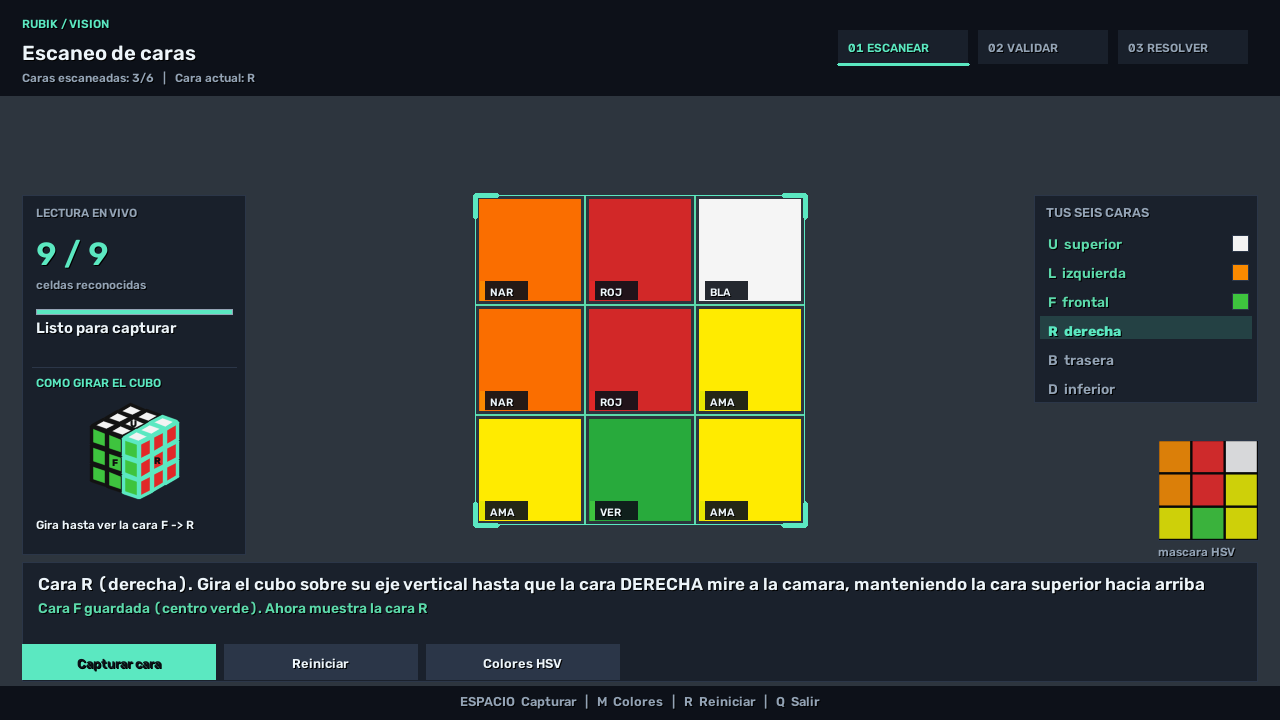 RUBIK / VISION
Escaneo de caras
Caras escaneadas: 3/6 | Cara actual: R
01 ESCANEAR
02 VALIDAR
03 RESOLVER
LECTURA EN VIVO
9 / 9
celdas reconocidas
Listo para capturar
COMO GIRAR EL CUBO
U
F
R
Gira hasta ver la cara F -> R
NAR
ROJ
BLA
NAR
ROJ
AMA
AMA
VER
AMA
TUS SEIS CARAS
U superior
L izquierda
F frontal
R derecha
B trasera
D inferior
mascara HSV
Cara R (derecha). Gira el cubo sobre su eje vertical hasta que la cara DERECHA mire a la camara, manteniendo la cara superior hacia arriba
Cara F guardada (centro verde). Ahora muestra la cara R
Capturar cara
Reiniciar
Colores HSV
ESPACIO Capturar | M Colores | R Reiniciar | Q Salir